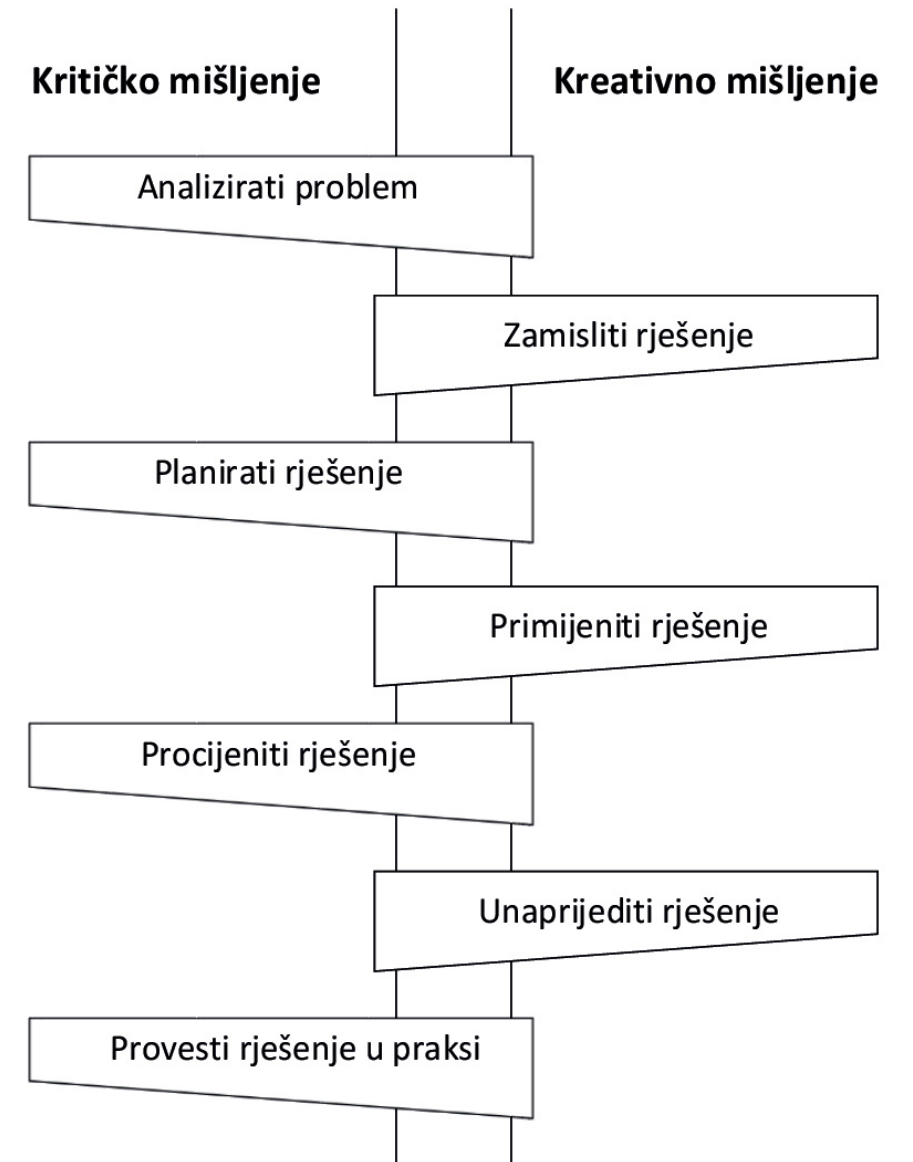 Kritičko mišljenje
Kreativno mišljenje
Analizirati problem
Zamisliti rješenje
Planirati rješenje
Primijeniti rješenje
Procijeniti rješenje
Unaprijediti rješenje
Provesti rješenje u praksi